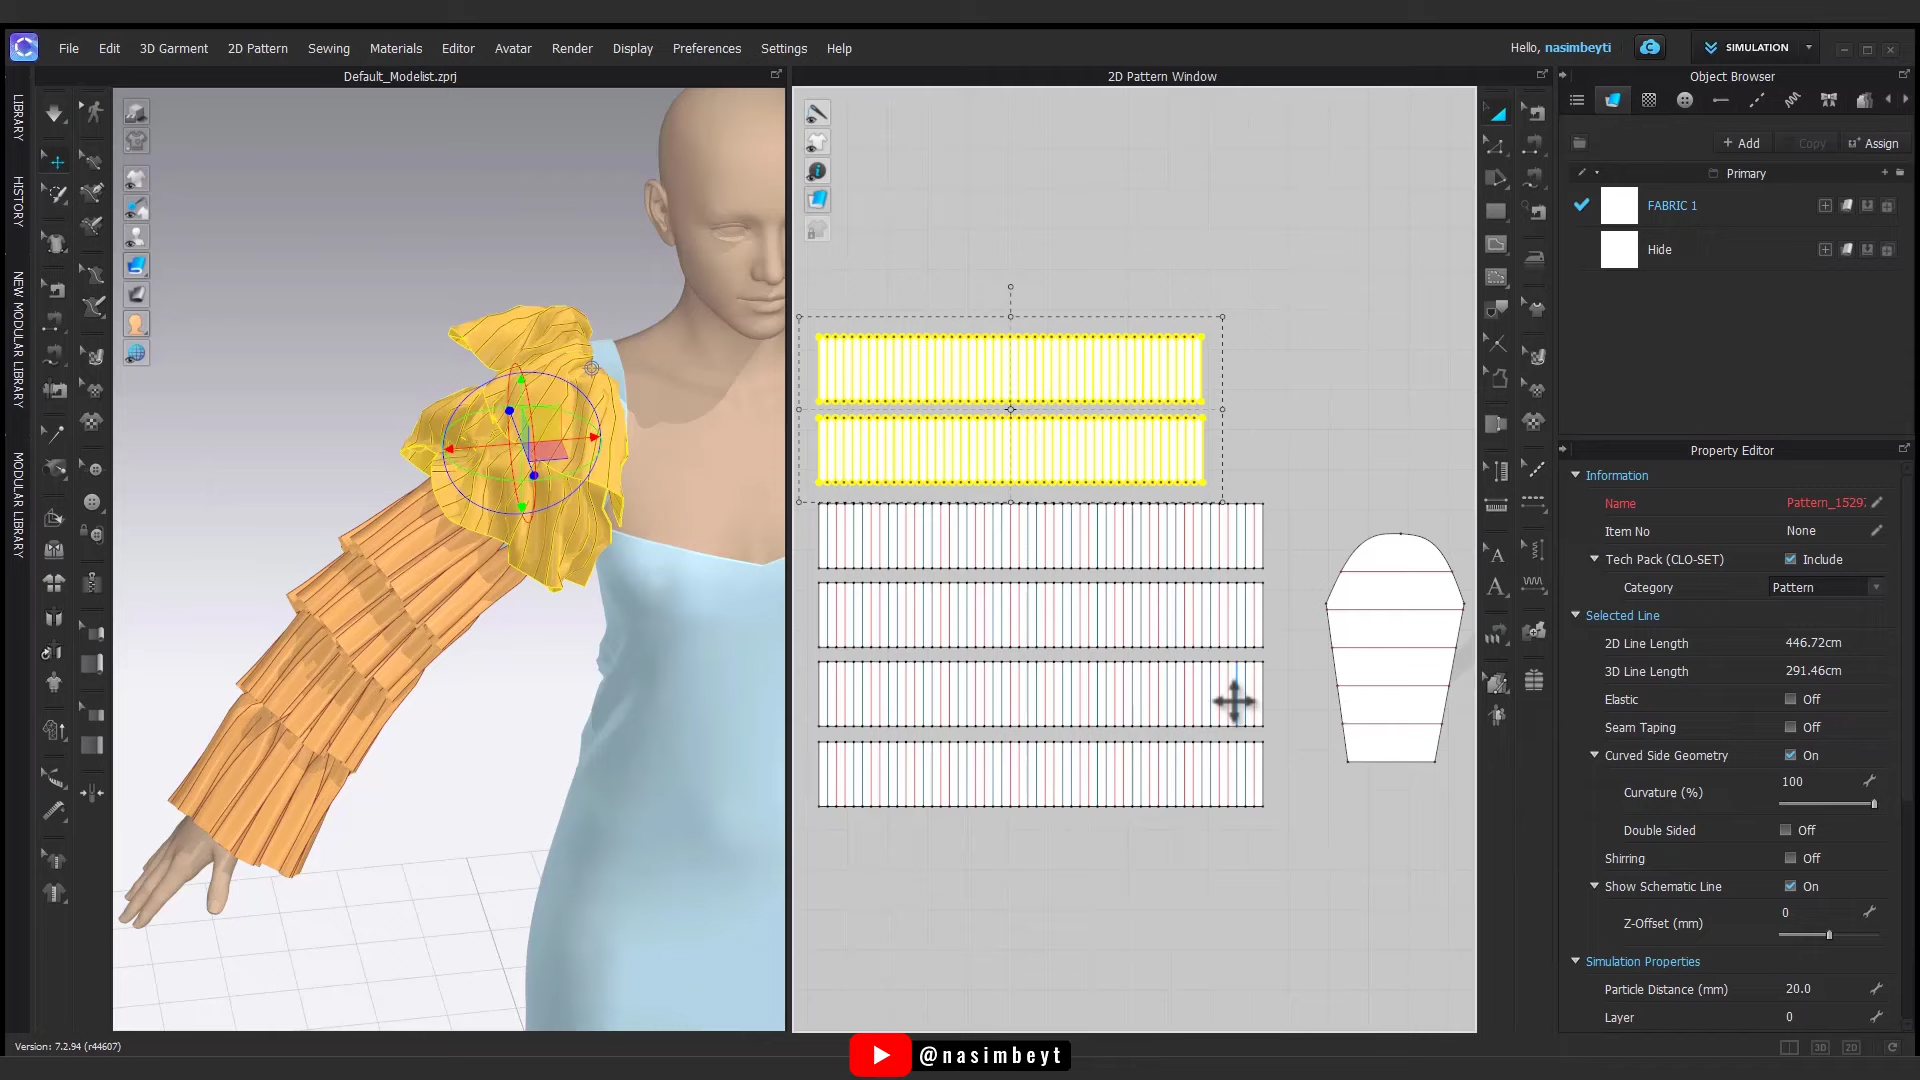 File Edit 3D Garment 2D Pattern Sewing Materials Editor Avatar Render Display Preferences Settings Help
Hello, nasimbeyti
SIMULATION
Default_Modelist.zprj
2D Pattern Window
Object Browser
LIBRARY
HISTORY
NEW MODULAR LIBRARY
MODULAR LIBRARY
+ Add Copy Assign
Primary
FABRIC 1
Hide
Property Editor
Information
Name Pattern_1529
Item No None
Tech Pack (CLO-SET) Include
Category Pattern
Selected Line
2D Line Length 446.72cm
3D Line Length 291.46cm
Elastic Off
Seam Taping Off
Curved Side Geometry On
Curvature (%) 100
Double Sided Off
Shirring Off
Show Schematic Line On
Z-Offset (mm) 0
Simulation Properties
Particle Distance (mm) 20.0
Layer 0
Version: 7.2.94 (r44607)
3D 2D
@nasimbeyt